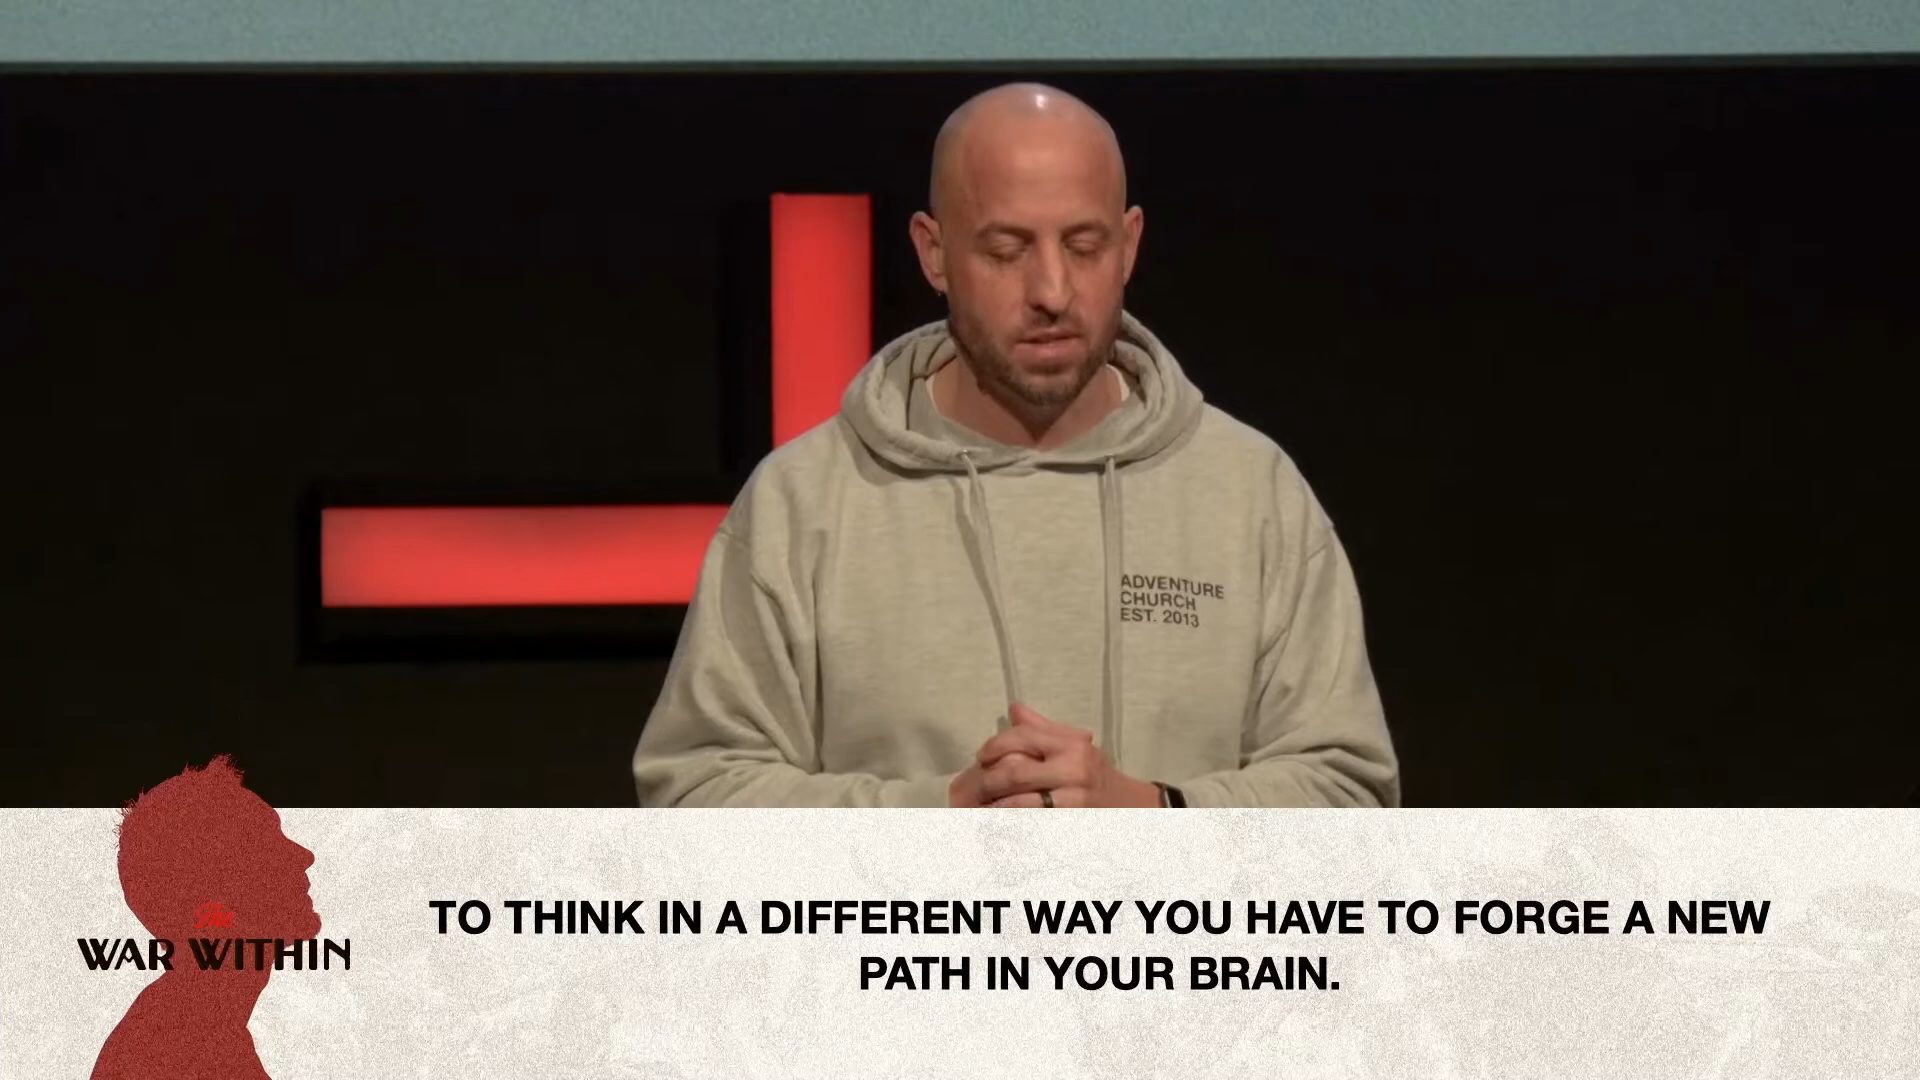 ADVENTURE
CHURCH
EST. 2013
The
WAR WITHIN
TO THINK IN A DIFFERENT WAY YOU HAVE TO FORGE A NEW
PATH IN YOUR BRAIN.